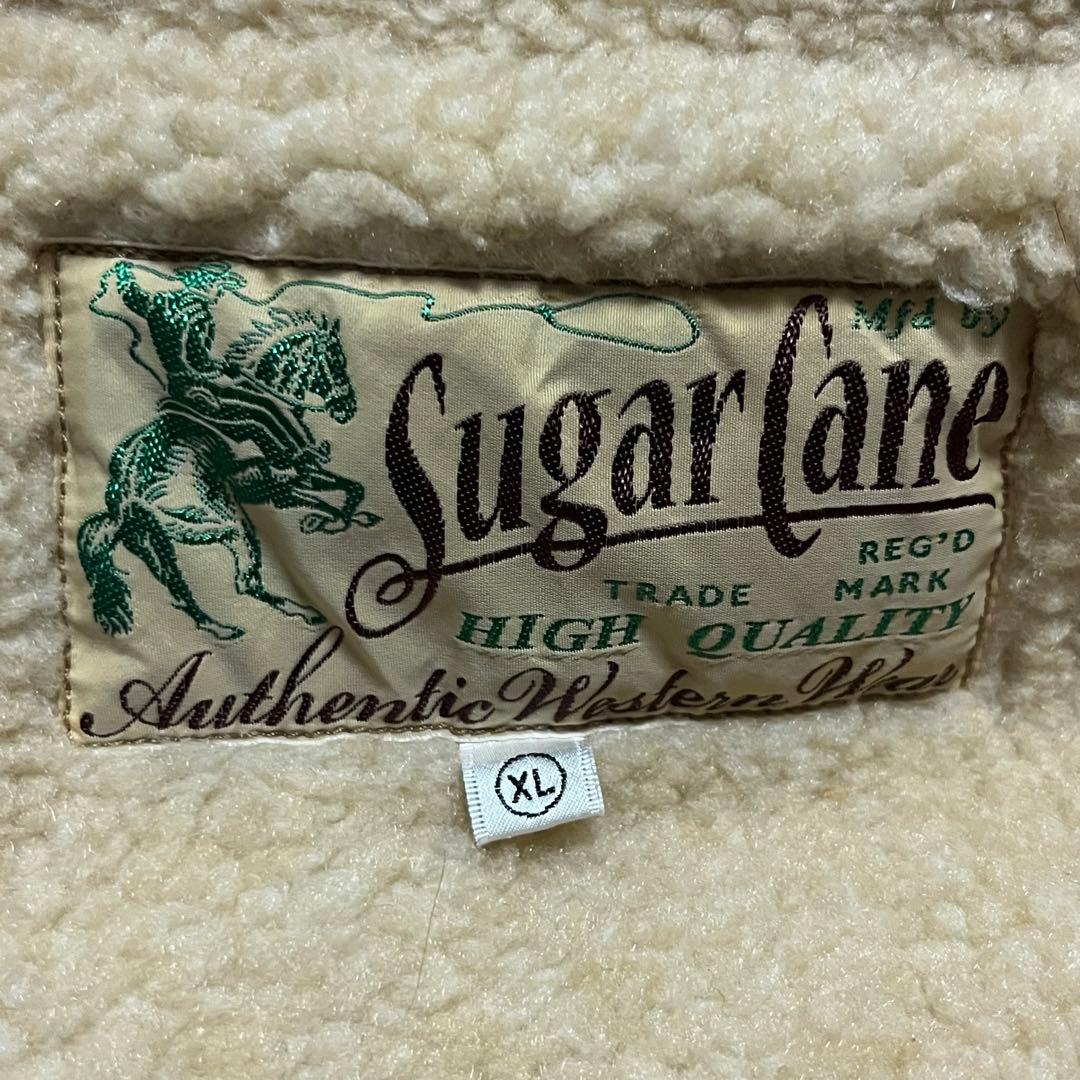 Mfd by
Sugar Cane
TRADE MARK REG'D
HIGH QUALITY
Authentic Western Wear
XL